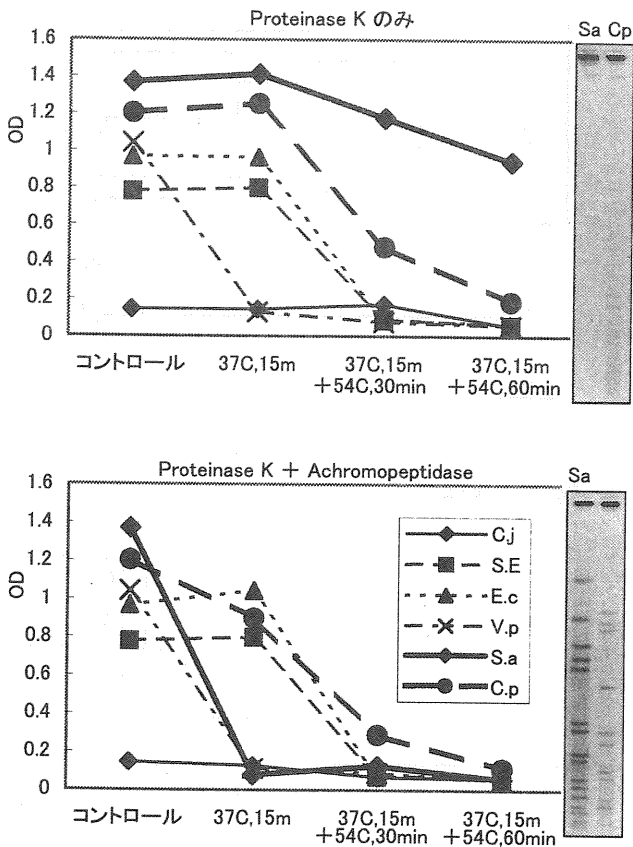 Proteinase K のみ
Sa Cp
1.6
1.4
1.2
1
0.8
0.6
0.4
0.2
0
OD
コントロール
37C,15m
37C,15m
+54C,30min
37C,15m
+54C,60min
Proteinase K + Achromopeptidase
Sa
1.6
1.4
1.2
1
0.8
0.6
0.4
0.2
0
OD
C.j
S.E
E.c
V.p
S.a
C.p
コントロール
37C,15m
37C,15m
+54C,30min
37C,15m
+54C,60min